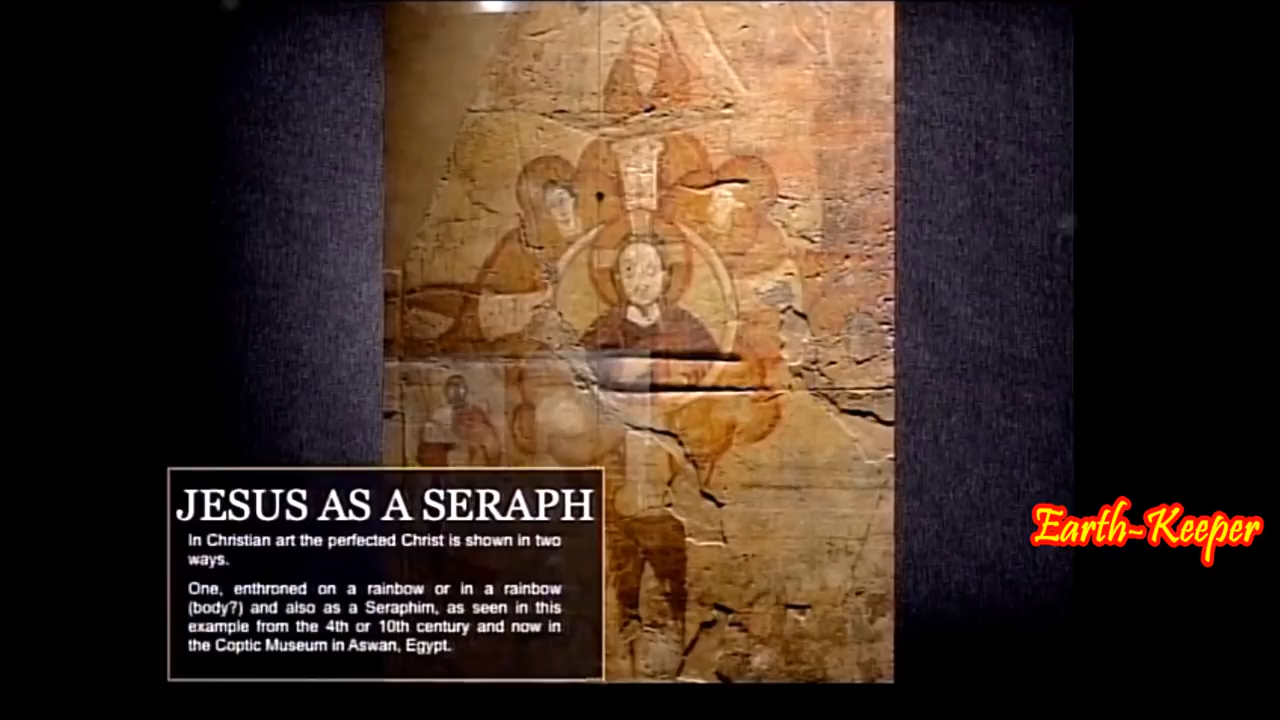 JESUS AS A SERAPH
In Christian art the perfected Christ is shown in two
ways.
One, enthroned on a rainbow or in a rainbow
(body?) and also as a Seraphim, as seen in this
example from the 4th or 10th century and now in
the Coptic Museum in Aswan, Egypt.
Earth-Keeper